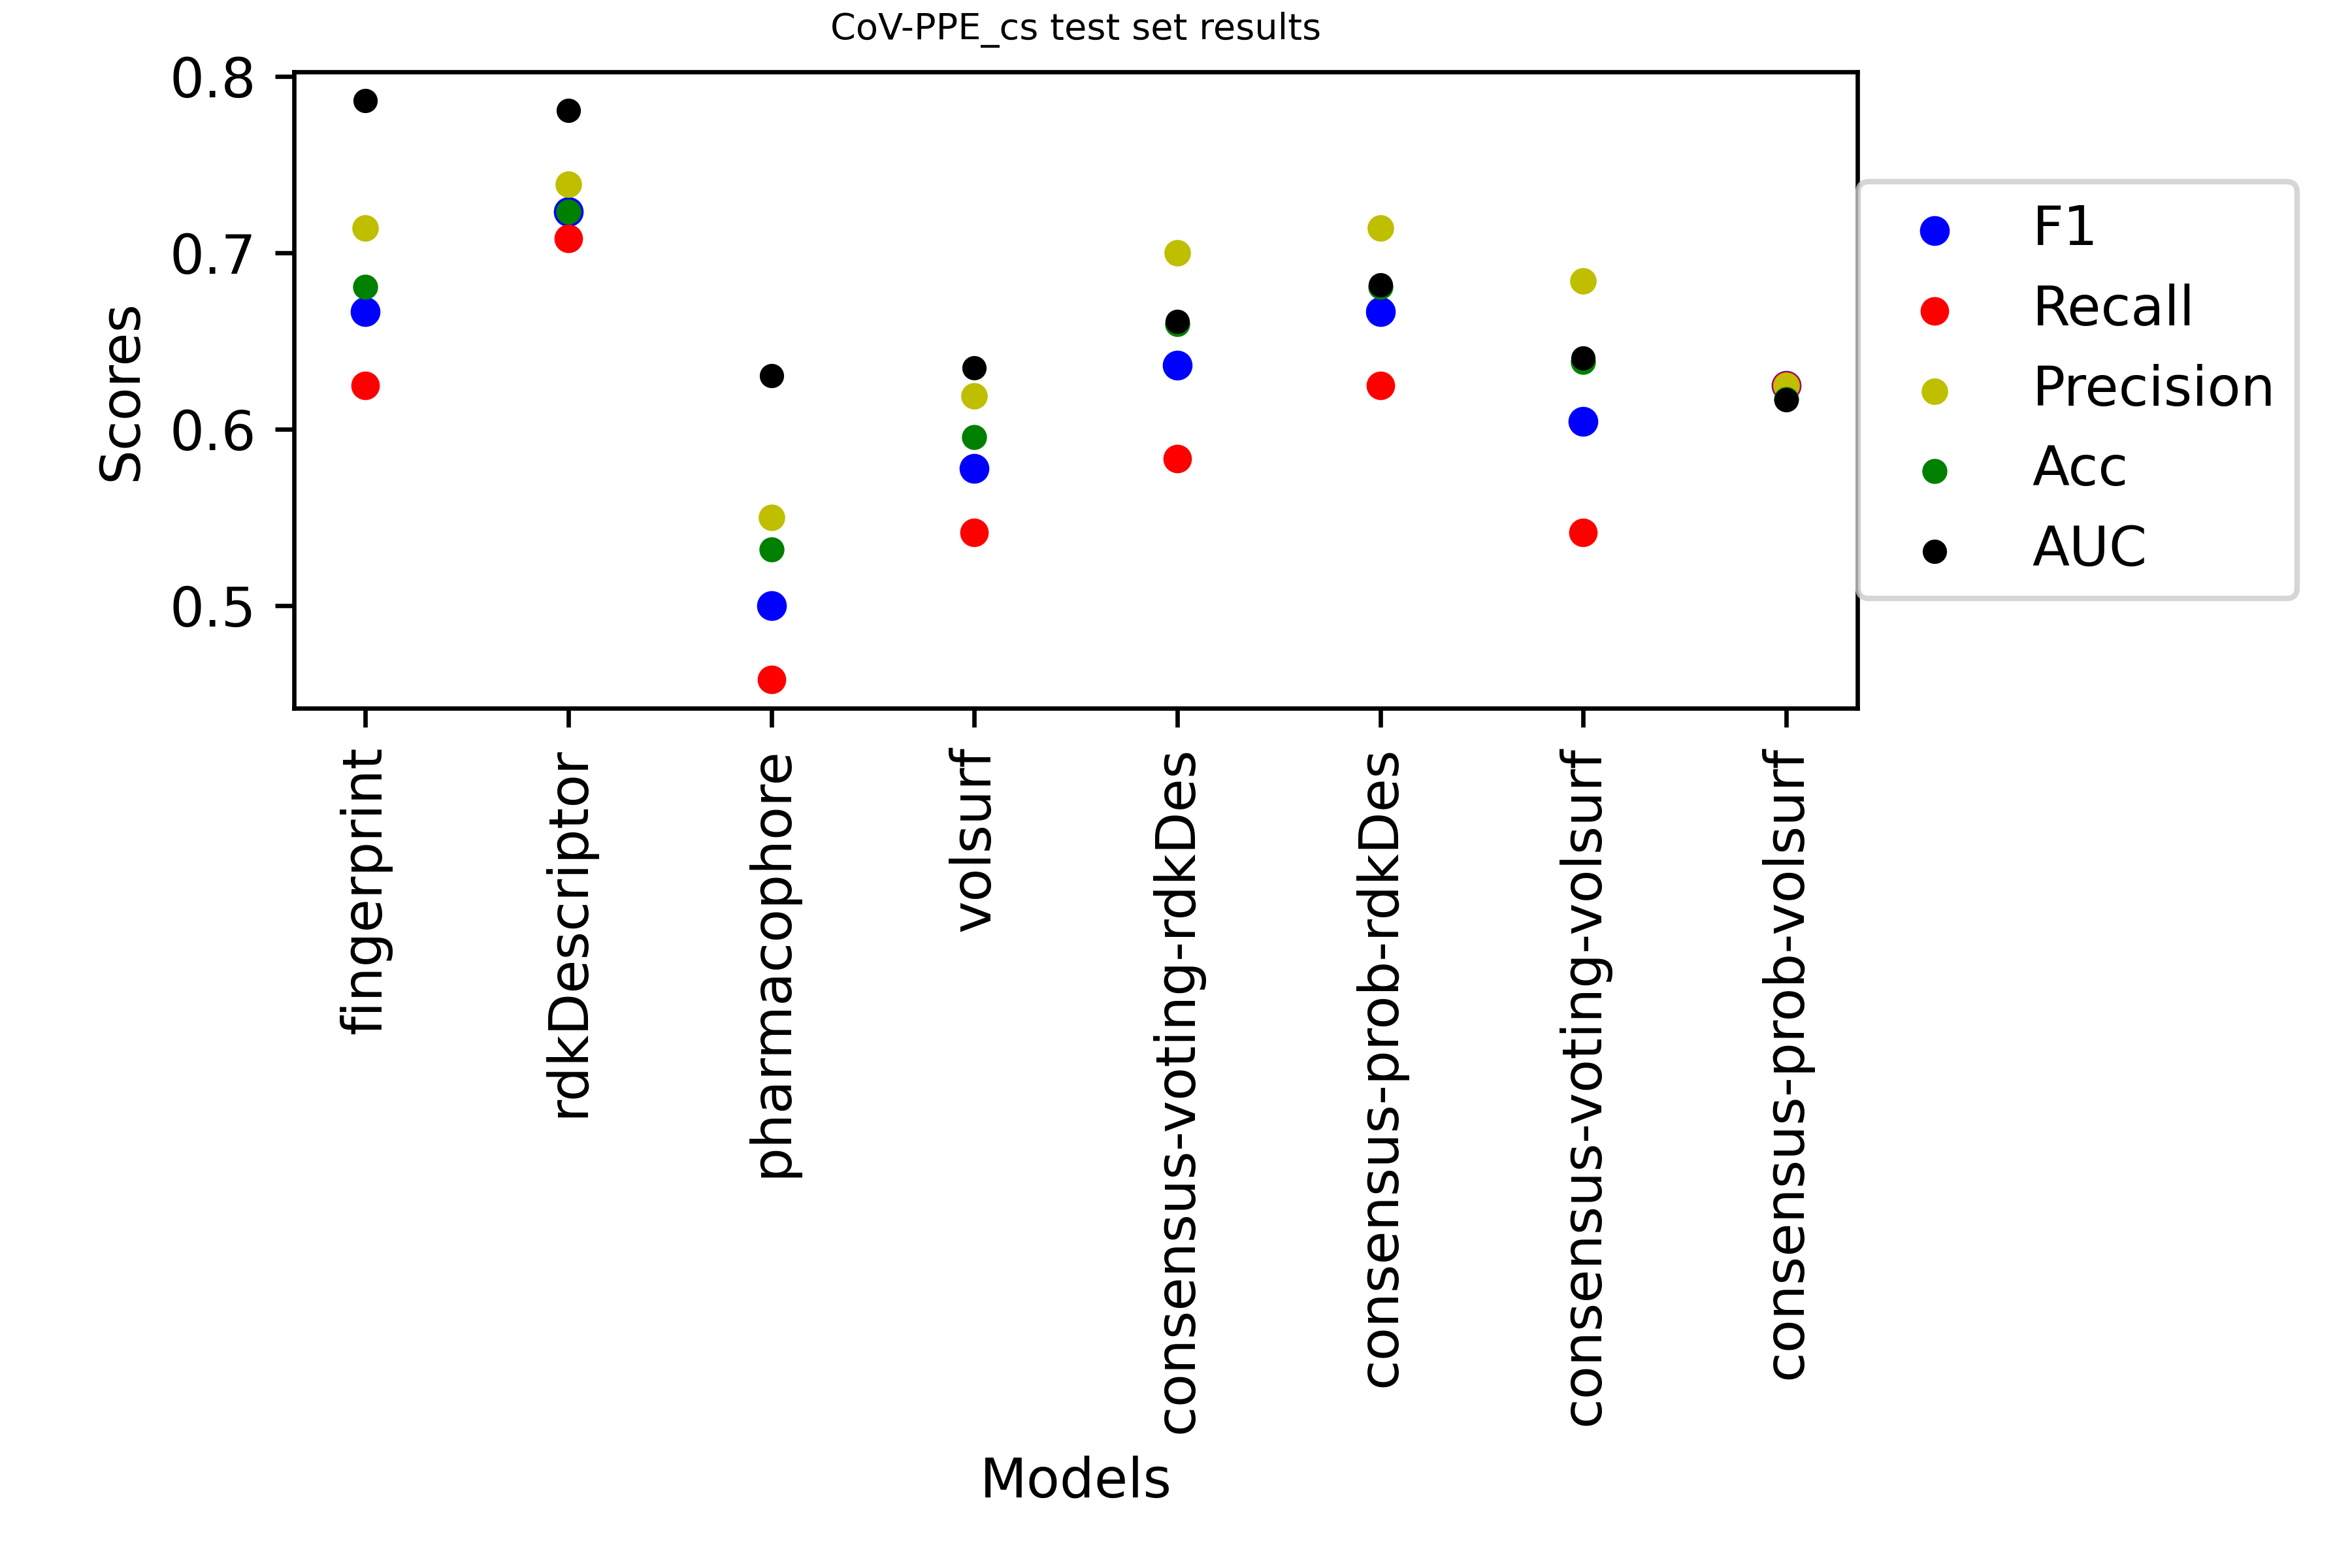 CoV-PPE_cs test set results
Scores
0.8
0.7
0.6
0.5
F1
Recall
Precision
Acc
AUC
fingerprint
rdkDescriptor
pharmacophore
volsurf
consensus-voting-rdkDes
consensus-prob-rdkDes
consensus-voting-volsurf
consensus-prob-volsurf
Models